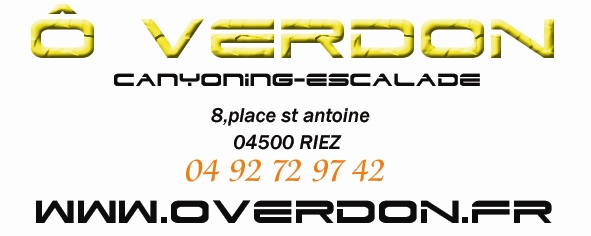 Ô VERDON
CANYONING-ESCALADE
8,place st antoine
04500 RIEZ
04 92 72 97 42
WWW.OVERDON.FR